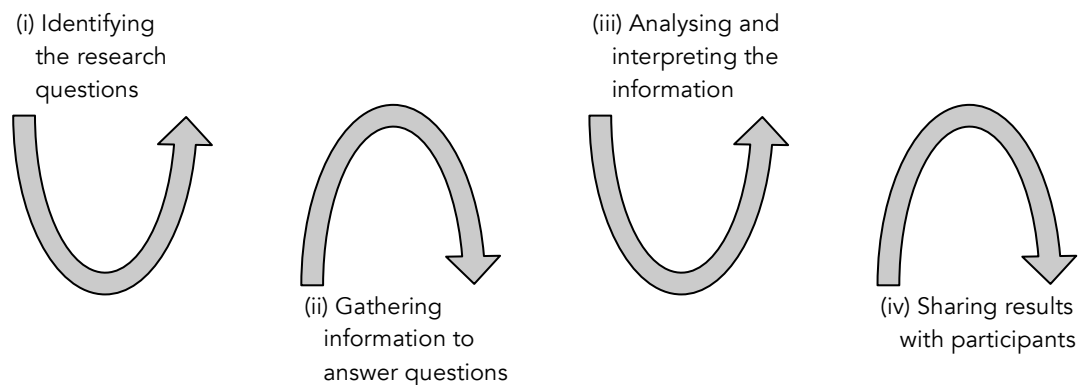 (i) Identifying
the research
questions
(ii) Gathering
information to
answer questions
(iii) Analysing and
interpreting the
information
(iv) Sharing results
with participants